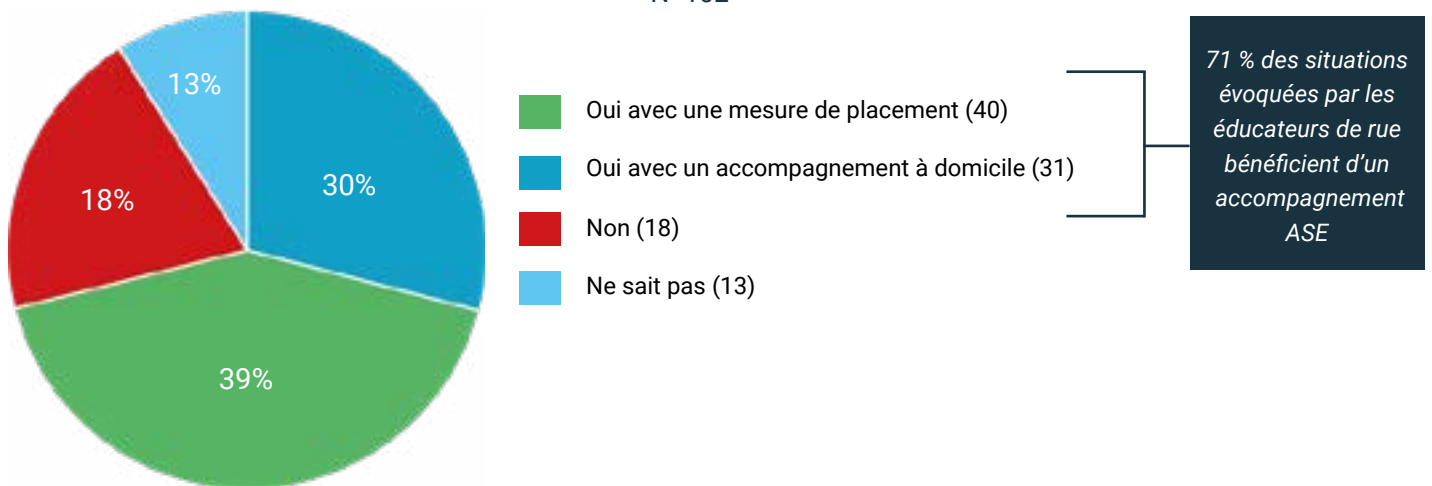 13%
30%
18%
39%
Oui avec une mesure de placement (40)
Oui avec un accompagnement à domicile (31)
Non (18)
Ne sait pas (13)
71 % des situations
évoquées par les
éducateurs de rue
bénéficient d'un
accompagnement
ASE